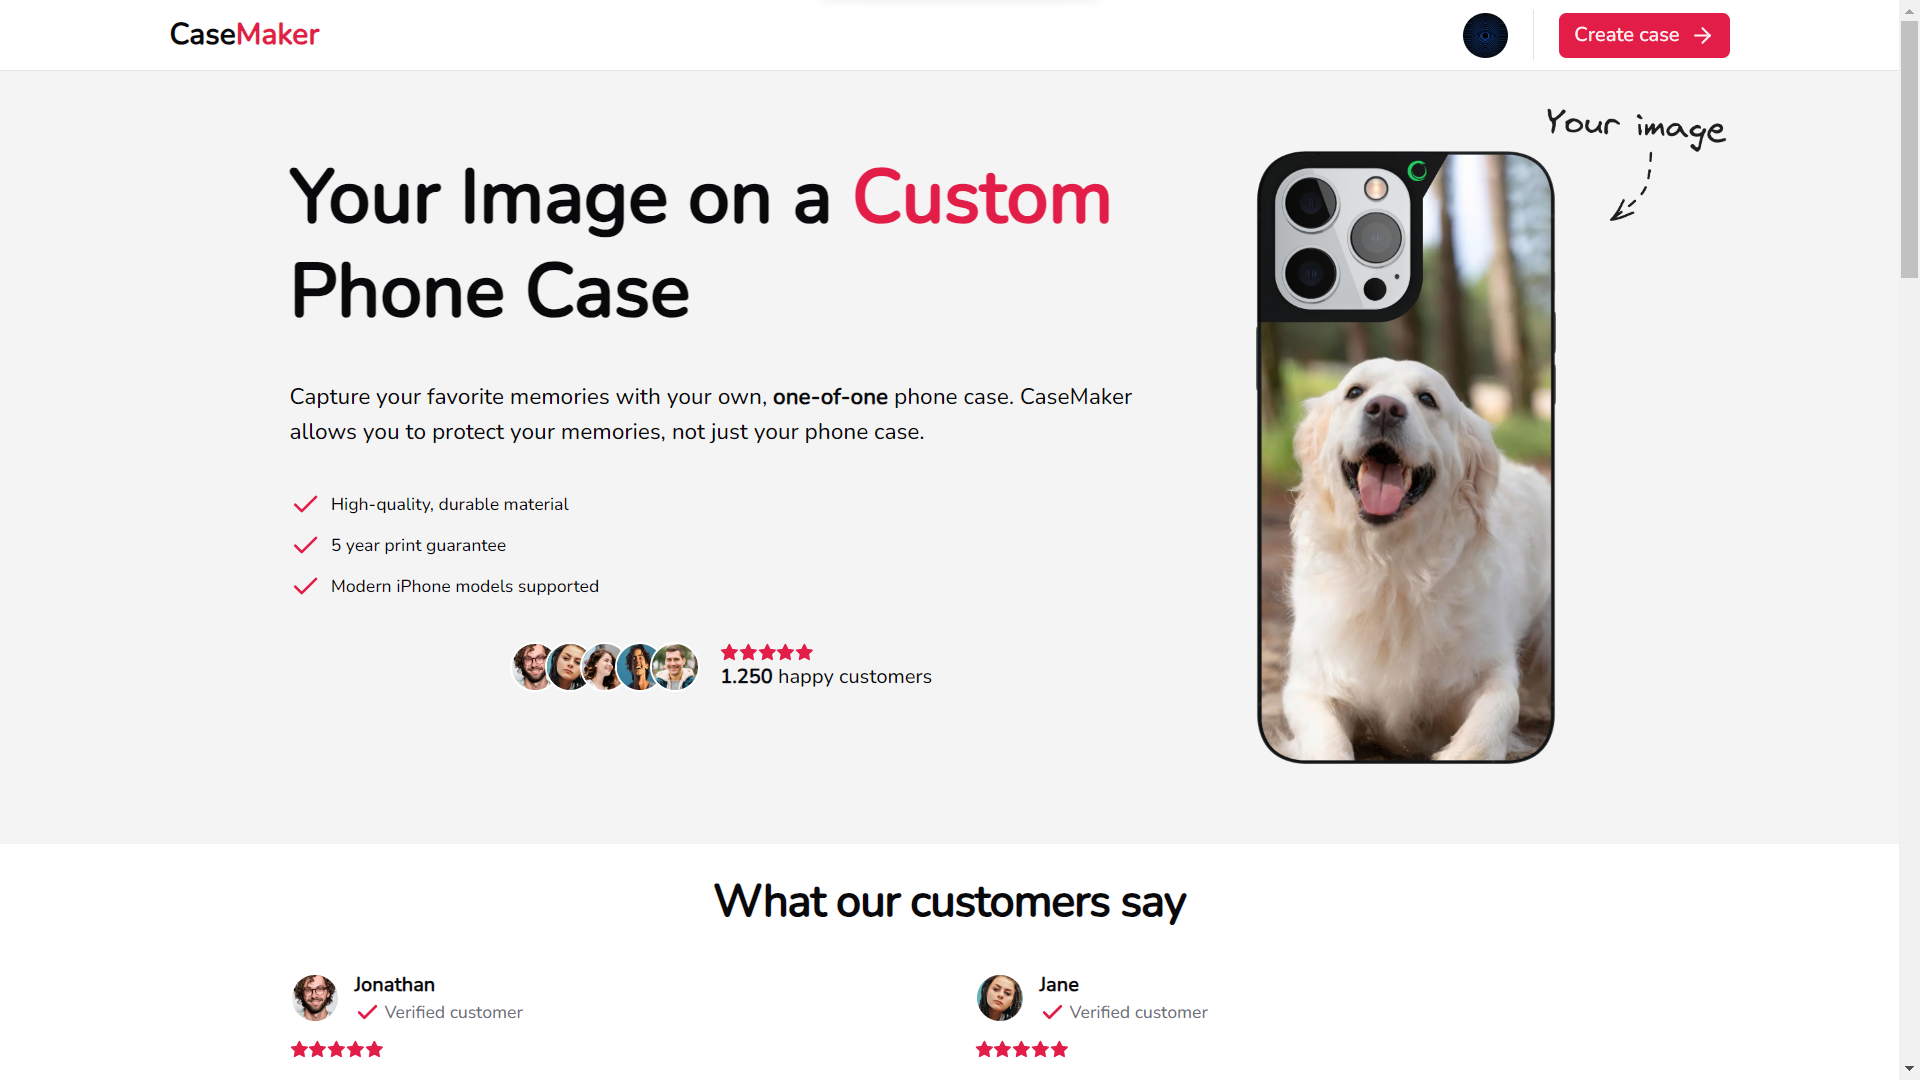 CaseMaker
Create case
Your image
Your Image on a Custom
Phone Case
Capture your favorite memories with your own, one-of-one phone case. CaseMaker
allows you to protect your memories, not just your phone case.
High-quality, durable material
5 year print guarantee
Modern iPhone models supported
1.250 happy customers
What our customers say
Jonathan
Verified customer
Jane
Verified customer